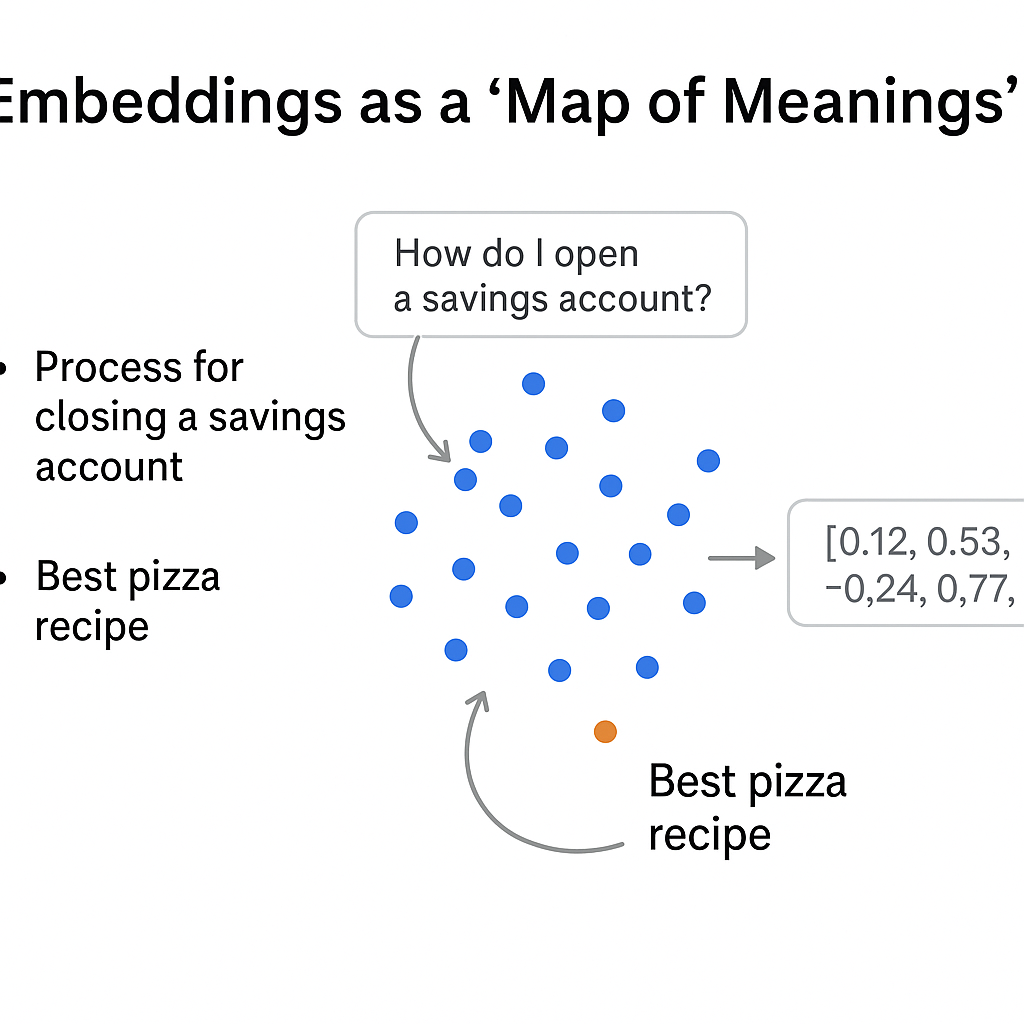 Embeddings as a ‘Map of Meanings’
How do I open
a savings account?
• Process for
closing a savings
account
• Best pizza
recipe
[0.12, 0.53,
−0,24, 0,77,
Best pizza
recipe